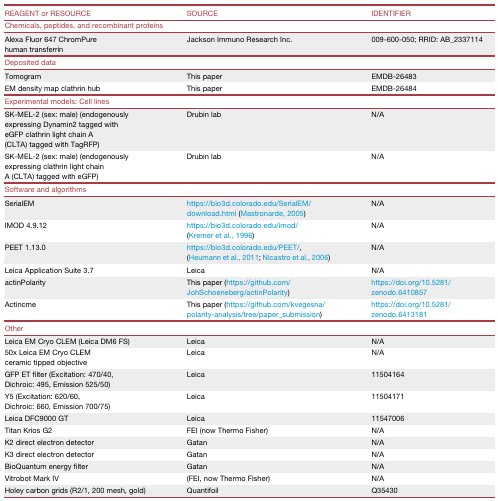 REAGENT or RESOURCE SOURCE IDENTIFIER
Chemicals, peptides, and recombinant proteins
Alexa Fluor 647 ChromPure Jackson Immuno Research Inc. 009-600-050; RRID: AB_2337114
human transferrin
Deposited data
Tomogram This paper EMDB-26483
EM density map clathrin hub This paper EMDB-26484
Experimental models: Cell lines
SK-MEL-2 (sex: male) (endogenously Drubin lab N/A
expressing Dynamin2 tagged with
eGFP clathrin light chain A
(CLTA) tagged with TagRFP)
SK-MEL-2 (sex: male) (endogenously Drubin lab N/A
expressing clathrin light chain
A (CLTA) tagged with eGFP)
Software and algorithms
SerialEM https://bio3d.colorado.edu/SerialEM/ N/A
download.html (Mastronarde, 2005)
IMOD 4.9.12 https://bio3d.colorado.edu/imod/ N/A
(Kremer et al., 1996)
PEET 1.13.0 https://bio3d.colorado.edu/PEET/, N/A
(Heumann et al., 2011; Nicastro et al., 2006)
Leica Application Suite 3.7 Leica N/A
actinPolarity This paper (https://github.com/ https://doi.org/10.5281/
JohSchoeneberg/actinPolarity) zenodo.6410857
Actincme This paper (https://github.com/kvegesna/ https://doi.org/10.5281/
polarity-analysis/tree/paper_submission) zenodo.6413181
Other
Leica EM Cryo CLEM (Leica DM6 FS) Leica N/A
50x Leica EM Cryo CLEM Leica N/A
ceramic tipped objective
GFP ET filter (Excitation: 470/40, Leica 11504164
Dichroic: 495, Emission 525/50)
Y5 (Excitation: 620/60, Leica 11504171
Dichroic: 660, Emission 700/75)
Leica DFC9000 GT Leica 11547006
Titan Krios G2 FEI (now Thermo Fisher) N/A
K2 direct electron detector Gatan N/A
K3 direct electron detector Gatan N/A
BioQuantum energy filter Gatan N/A
Vitrobot Mark IV (FEI, now Thermo Fisher) N/A
Holey carbon grids (R2/1, 200 mesh, gold) Quantifoil Q35430